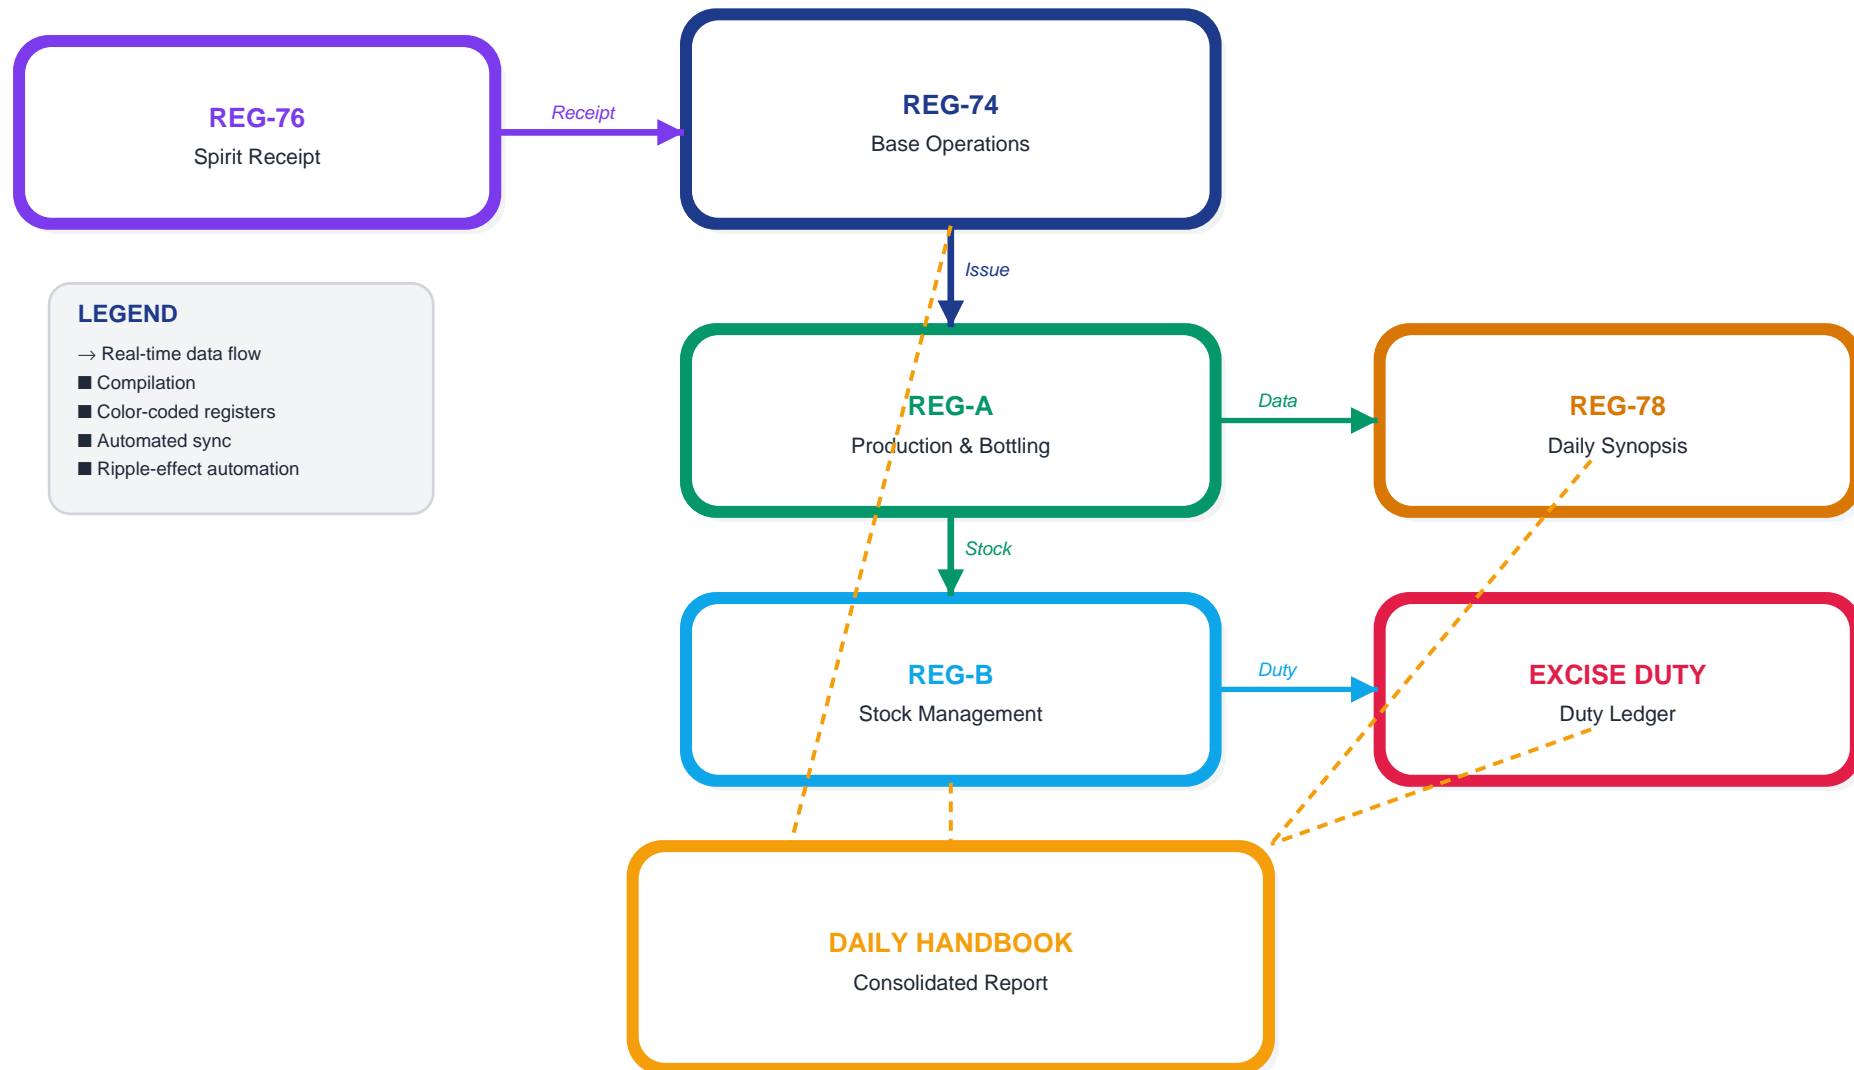 REG-76
Spirit Receipt
Receipt
REG-74
Base Operations
Issue
LEGEND
→ Real-time data flow
■ Compilation
■ Color-coded registers
■ Automated sync
■ Ripple-effect automation
REG-A
Production & Bottling
Data
REG-78
Daily Synopsis
Stock
REG-B
Stock Management
Duty
EXCISE DUTY
Duty Ledger
DAILY HANDBOOK
Consolidated Report